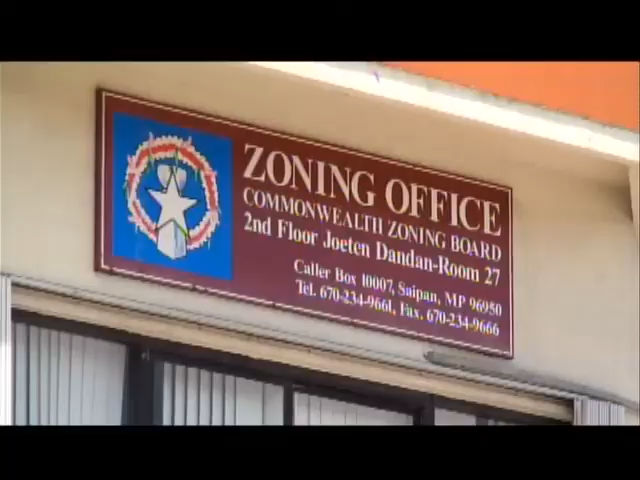 ZONING OFFICE
COMMONWEALTH ZONING BOARD
2nd Floor Joeten Dandan-Room 27
Caller Box 10007, Saipan, MP 96950
Tel. 670-234-9661, Fax. 670-234-9666